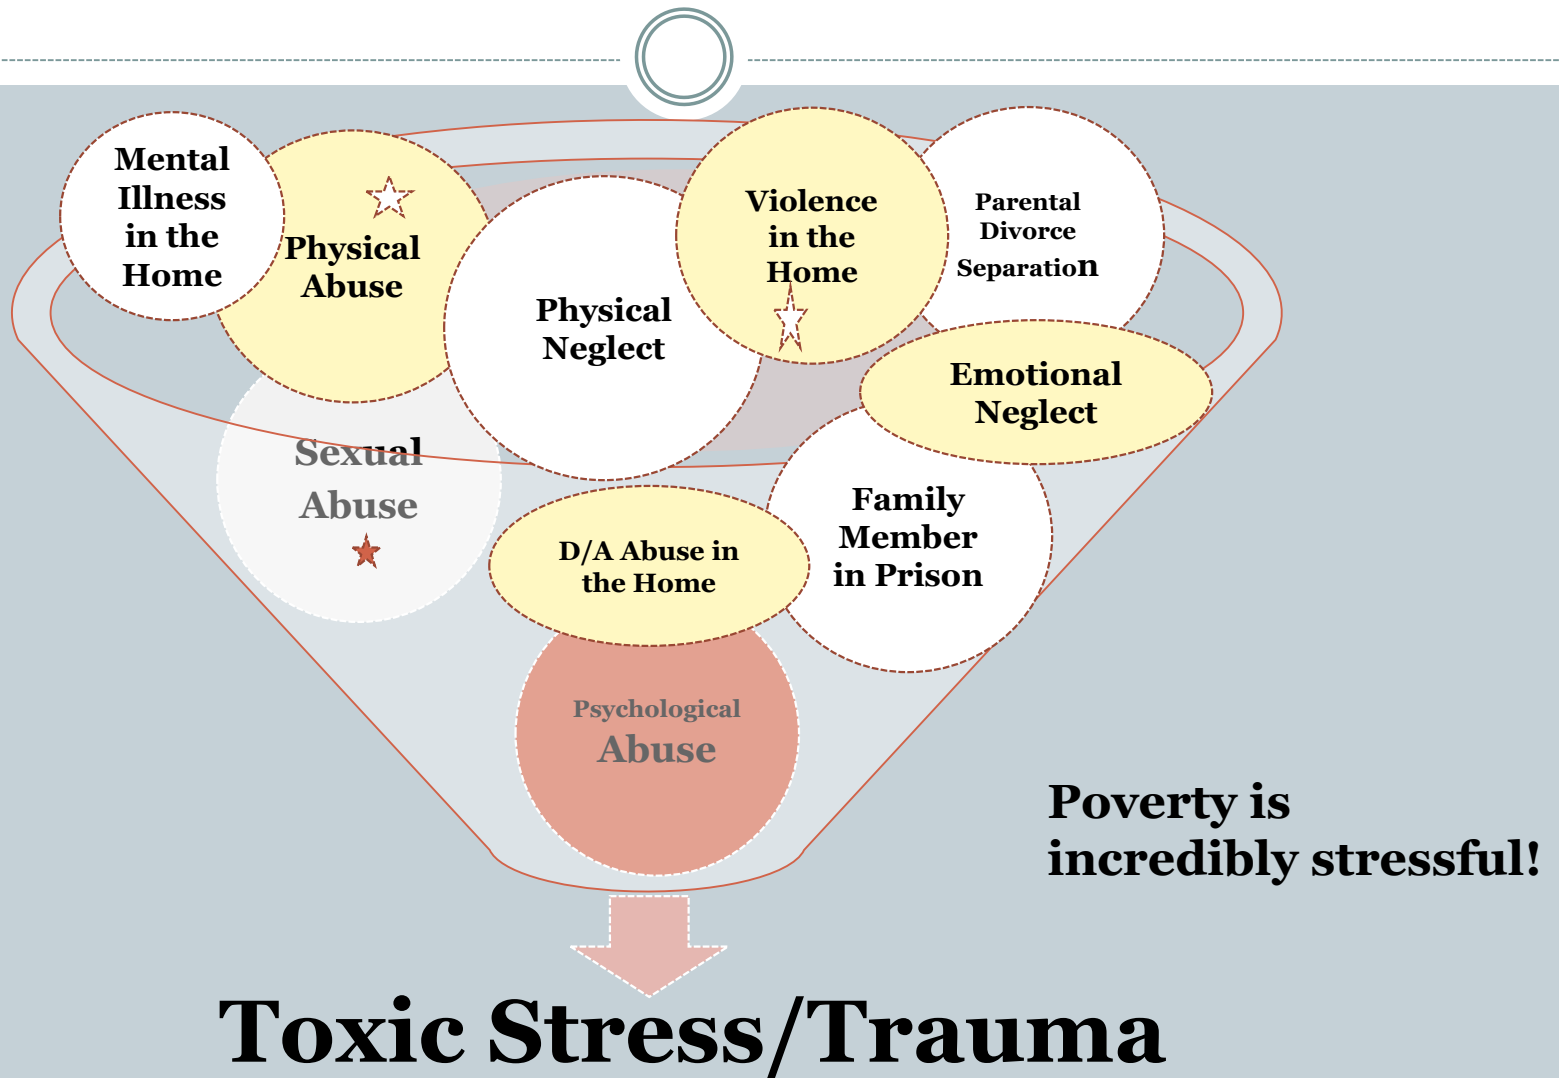 Mental
Illness
in the
Home
Physical
Abuse
Physical
Neglect
Violence
in the
Home
Parental
Divorce
Separation
Emotional
Neglect
Sexual
Abuse
D/A Abuse in
the Home
Family
Member
in Prison
Psychological
Abuse
Poverty is
incredibly stressful!
Toxic Stress/Trauma